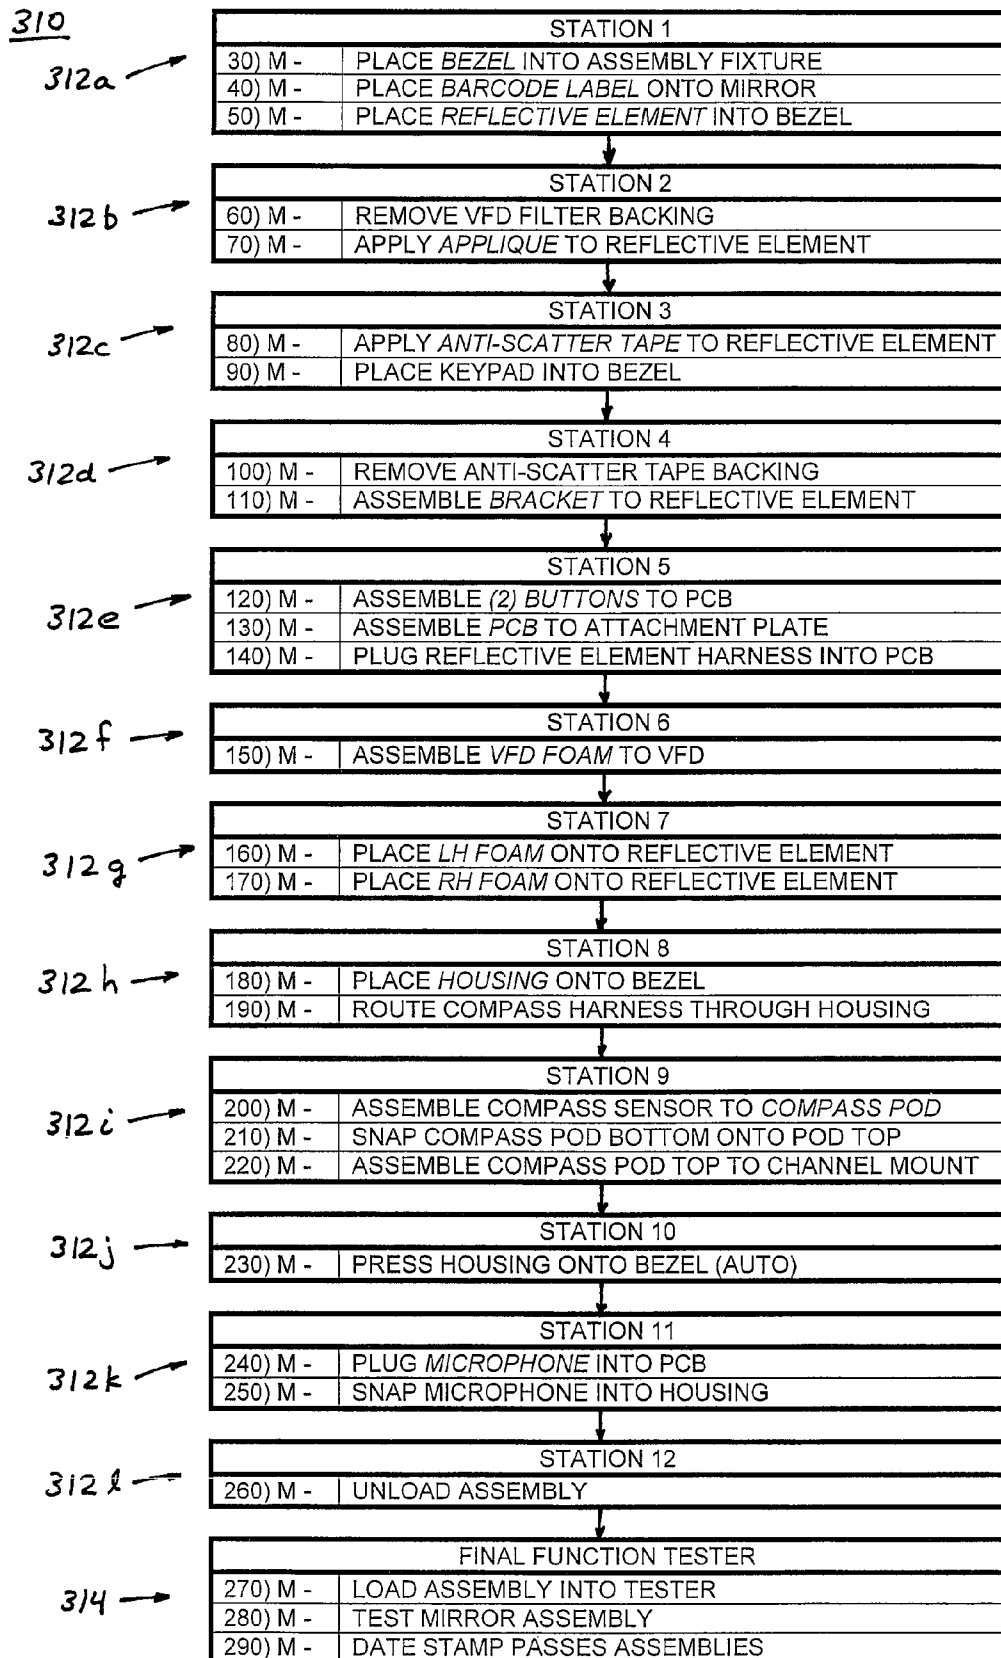 310
STATION 1
312a
30) M - PLACE BEZEL INTO ASSEMBLY FIXTURE
40) M - PLACE BARCODE LABEL ONTO MIRROR
50) M - PLACE REFLECTIVE ELEMENT INTO BEZEL
STATION 2
312b
60) M - REMOVE VFD FILTER BACKING
70) M - APPLY APPLIQUE TO REFLECTIVE ELEMENT
STATION 3
312c
80) M - APPLY ANTI-SCATTER TAPE TO REFLECTIVE ELEMENT
90) M - PLACE KEYPAD INTO BEZEL
STATION 4
312d
100) M - REMOVE ANTI-SCATTER TAPE BACKING
110) M - ASSEMBLE BRACKET TO REFLECTIVE ELEMENT
STATION 5
312e
120) M - ASSEMBLE (2) BUTTONS TO PCB
130) M - ASSEMBLE PCB TO ATTACHMENT PLATE
140) M - PLUG REFLECTIVE ELEMENT HARNESS INTO PCB
STATION 6
312f
150) M - ASSEMBLE VFD FOAM TO VFD
STATION 7
312g
160) M - PLACE LH FOAM ONTO REFLECTIVE ELEMENT
170) M - PLACE RH FOAM ONTO REFLECTIVE ELEMENT
STATION 8
312h
180) M - PLACE HOUSING ONTO BEZEL
190) M - ROUTE COMPASS HARNESS THROUGH HOUSING
STATION 9
312i
200) M - ASSEMBLE COMPASS SENSOR TO COMPASS POD
210) M - SNAP COMPASS POD BOTTOM ONTO POD TOP
220) M - ASSEMBLE COMPASS POD TOP TO CHANNEL MOUNT
STATION 10
312j
230) M - PRESS HOUSING ONTO BEZEL (AUTO)
STATION 11
312k
240) M - PLUG MICROPHONE INTO PCB
250) M - SNAP MICROPHONE INTO HOUSING
STATION 12
312l
260) M - UNLOAD ASSEMBLY
FINAL FUNCTION TESTER
314
270) M - LOAD ASSEMBLY INTO TESTER
280) M - TEST MIRROR ASSEMBLY
290) M - DATE STAMP PASSES ASSEMBLIES